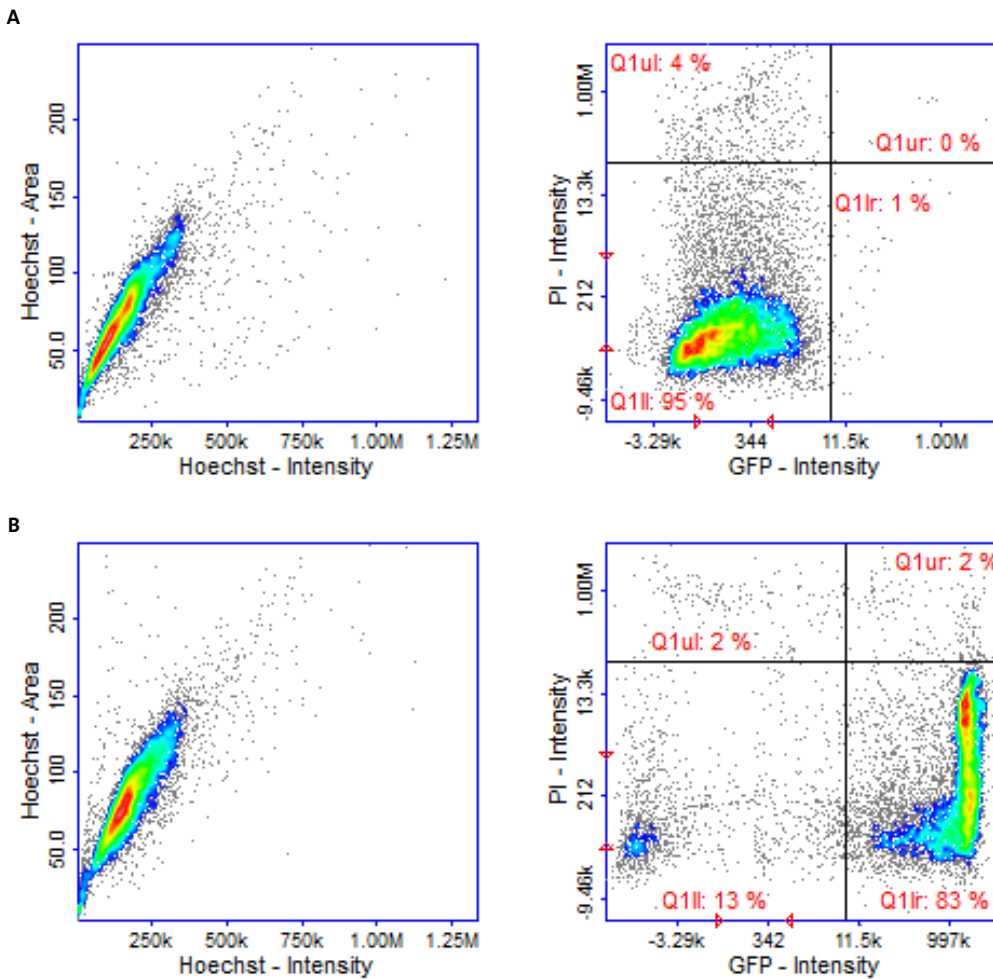 A
Hoechst - Area
200
150
100
50.0
250k 500k 750k 1.00M 1.25M
Hoechst - Intensity
PI - Intensity
1.00M
13.3k
212
-9.46k
Q1ul: 4 %
Q1ur: 0 %
Q1lr: 1 %
Q1ll: 95 %
-3.29k 344 11.5k 1.00M
GFP - Intensity
B
Hoechst - Area
200
150
100
50.0
250k 500k 750k 1.00M 1.25M
Hoechst - Intensity
PI - Intensity
1.00M
13.3k
212
-9.46k
Q1ur: 2 %
Q1ul: 2 %
Q1ll: 13 %
Q1lr: 83 %
-3.29k 342 11.5k 997k
GFP - Intensity